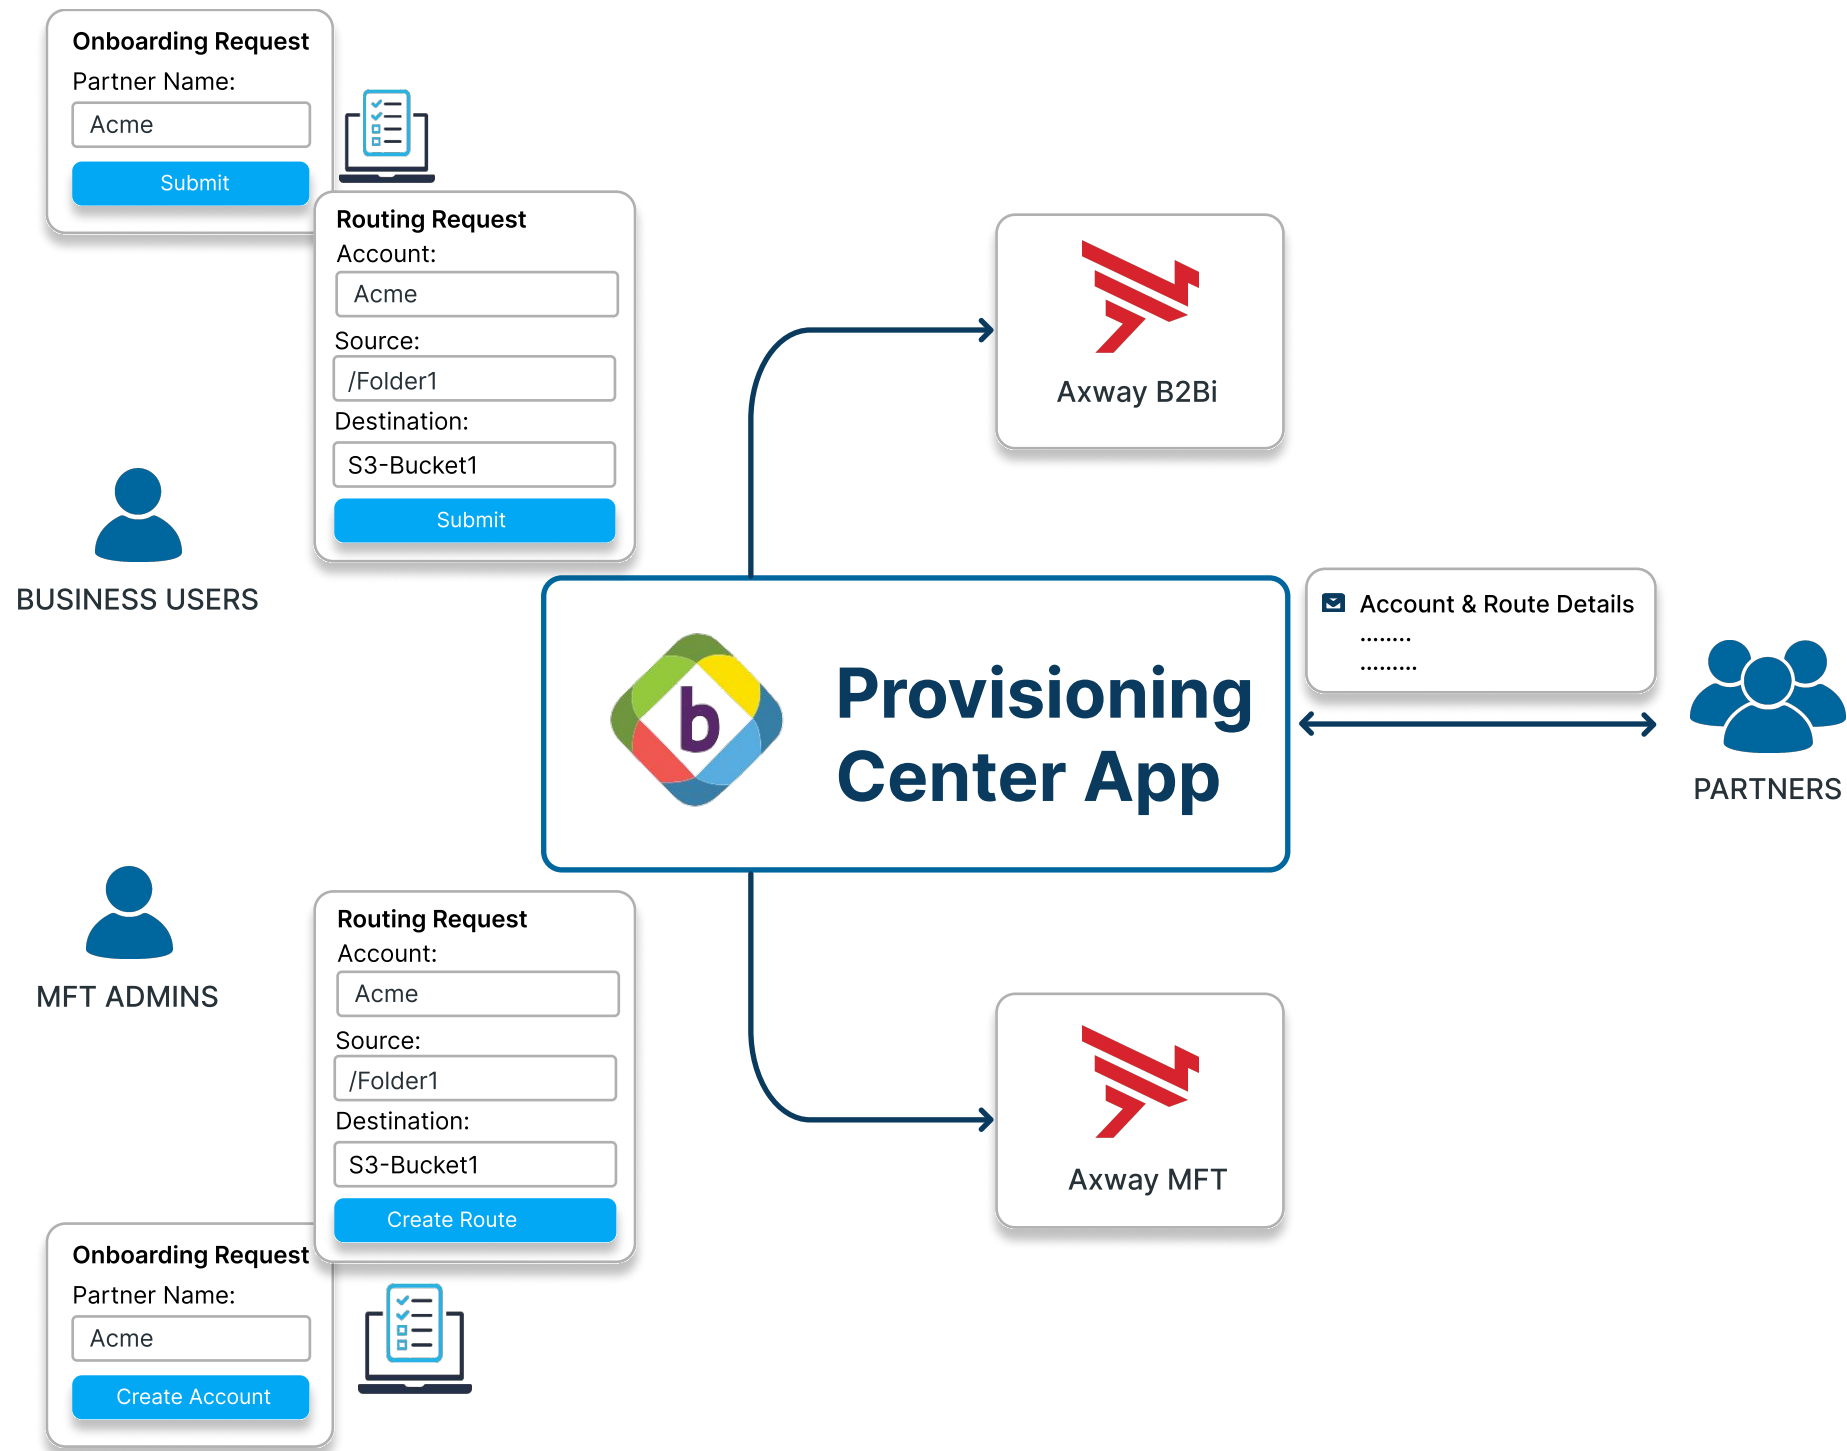 Onboarding Request
Partner Name:
Acme
Submit
Routing Request
Account:
Acme
Source:
/Folder1
Destination:
S3-Bucket1
Submit
BUSINESS USERS
Axway B2Bi
b
Provisioning
Center App
Account & Route Details
........
.........
PARTNERS
MFT ADMINS
Routing Request
Account:
Acme
Source:
/Folder1
Destination:
S3-Bucket1
Create Route
Onboarding Request
Partner Name:
Acme
Create Account
Axway MFT